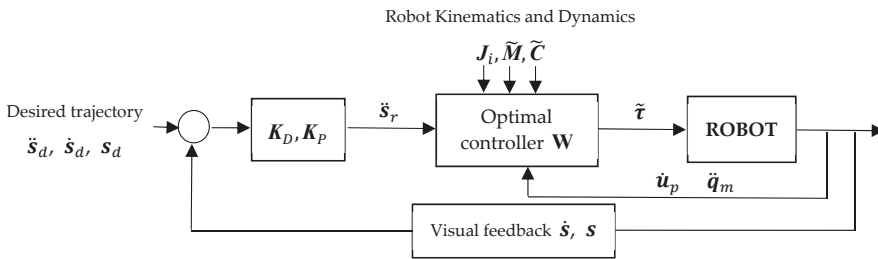 Robot Kinematics and Dynamics
J_i, M̃, C̃
Desired trajectory
s̈_d, ṡ_d, s_d
K_D, K_P
s̈_r
Optimal
controller W
τ̃̃
ROBOT
u̇_p q̈_m
Visual feedback ṡ, s